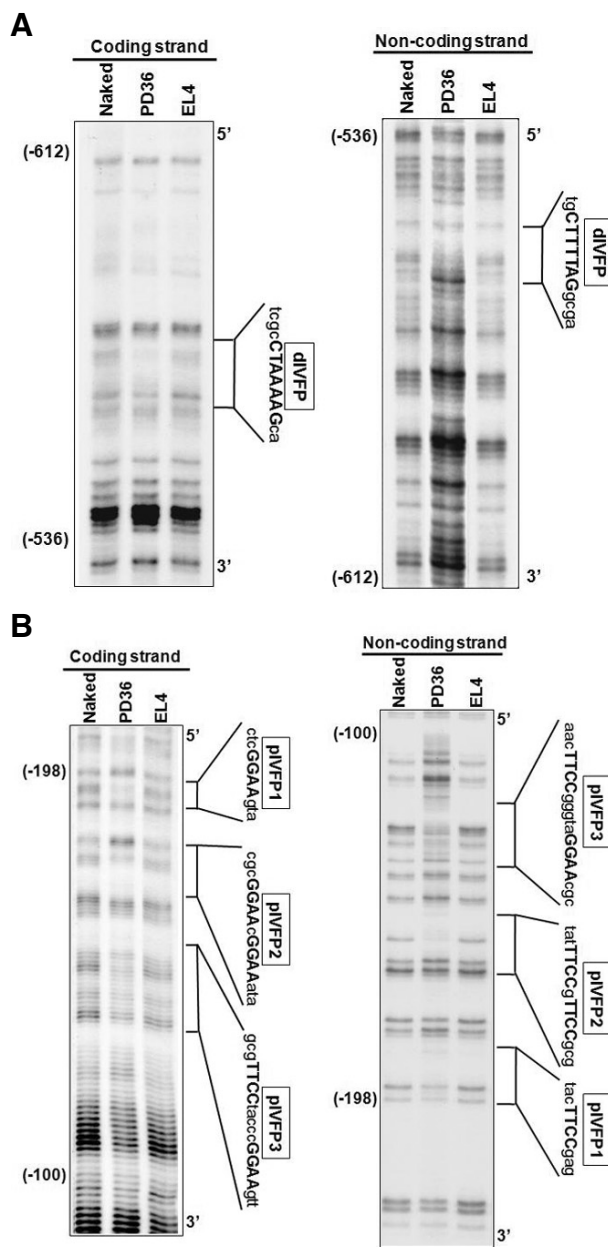 A
Coding strand
Naked
PD36
EL4
(-612)
5’
tcgcCTAAAAGca
dIVFP
(-536)
3’
Non-coding strand
Naked
PD36
EL4
(-536)
5’
tgCTTTTAGgcga
dIVFP
(-612)
3’
B
Coding strand
Naked
PD36
EL4
5’
(-198)
ctcGGAAgta
pIVFP1
cgcGGAAcGGAAata
pIVFP2
gcgTTCCtacccGGAAgtt
pIVFP3
(-100)
3’
Non-coding strand
Naked
PD36
EL4
(-100)
5’
aacTTCCgggtaGGAAcgc
pIVFP3
tatTTCCgTTCCgcg
pIVFP2
(-198)
tacTTCCgag
pIVFP1
3’